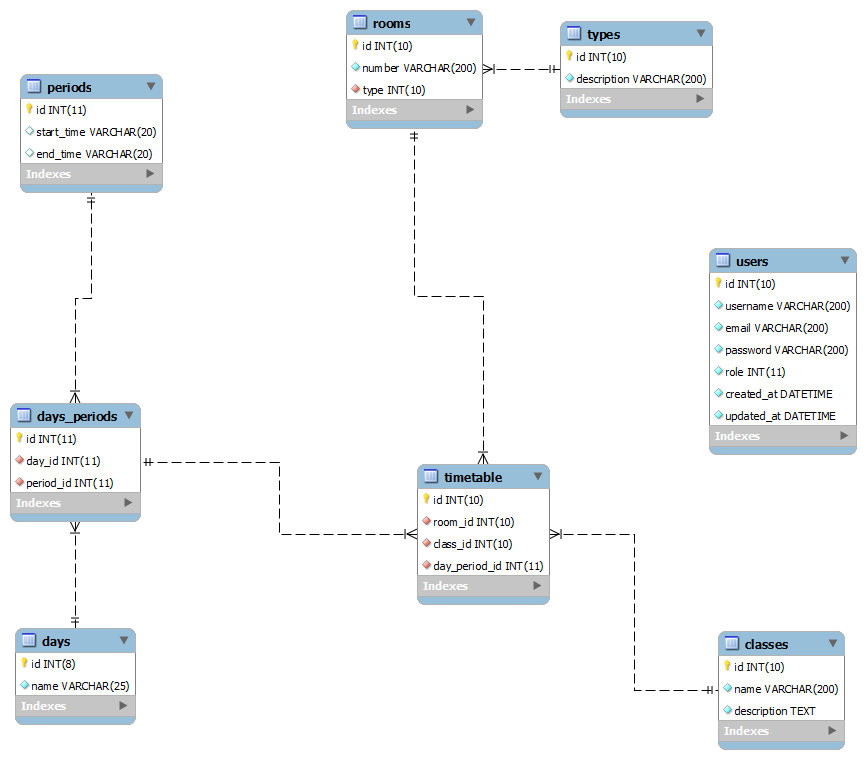 rooms
id INT(10)
number VARCHAR(200)
type INT(10)
Indexes
types
id INT(10)
description VARCHAR(200)
Indexes
periods
id INT(11)
start_time VARCHAR(20)
end_time VARCHAR(20)
Indexes
users
id INT(10)
username VARCHAR(200)
email VARCHAR(200)
password VARCHAR(200)
role INT(11)
created_at DATETIME
updated_at DATETIME
Indexes
days_periods
id INT(11)
day_id INT(11)
period_id INT(11)
Indexes
timetable
id INT(10)
room_id INT(10)
class_id INT(10)
day_period_id INT(11)
Indexes
days
id INT(8)
name VARCHAR(25)
Indexes
classes
id INT(10)
name VARCHAR(200)
description TEXT
Indexes